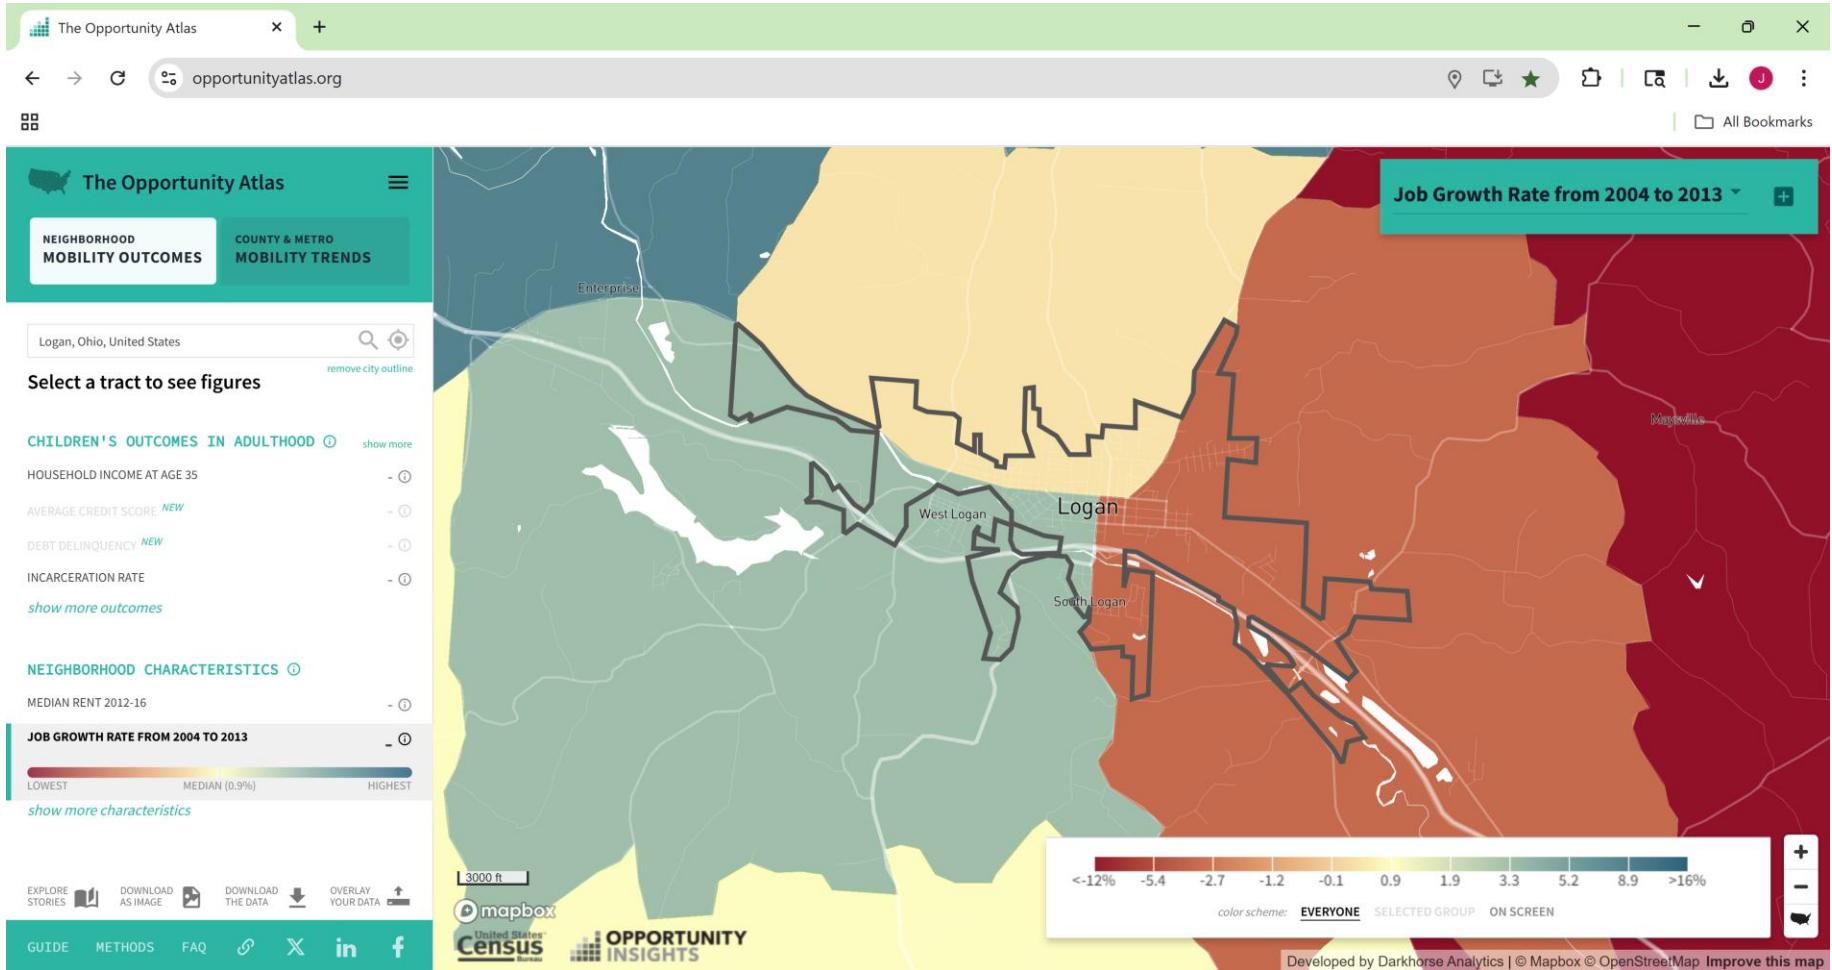 The Opportunity Atlas
opportunityatlas.org
J
All Bookmarks
The Opportunity Atlas
NEIGHBORHOOD
MOBILITY OUTCOMES
COUNTY & METRO
MOBILITY TRENDS
Logan, Ohio, United States
remove city outline
Select a tract to see figures
CHILDREN'S OUTCOMES IN ADULTHOOD
show more
HOUSEHOLD INCOME AT AGE 35 -
AVERAGE CREDIT SCORE NEW -
DEBT DELINQUENCY NEW -
INCARCERATION RATE -
show more outcomes
NEIGHBORHOOD CHARACTERISTICS
MEDIAN RENT 2012-16 -
JOB GROWTH RATE FROM 2004 TO 2013 -
LOWEST MEDIAN (0.9%) HIGHEST
show more characteristics
EXPLORE STORIES
DOWNLOAD AS IMAGE
DOWNLOAD THE DATA
OVERLAY YOUR DATA
GUIDE METHODS FAQ X in f
Job Growth Rate from 2004 to 2013
Enterprise
Maysville
Logan
West Logan
South Logan
3000 ft
mapbox
United States
Census
Bureau
OPPORTUNITY
INSIGHTS
<-12% -5.4 -2.7 -1.2 -0.1 0.9 1.9 3.3 5.2 8.9 >16%
color scheme: EVERYONE SELECTED GROUP ON SCREEN
Developed by Darkhorse Analytics | © Mapbox © OpenStreetMap Improve this map